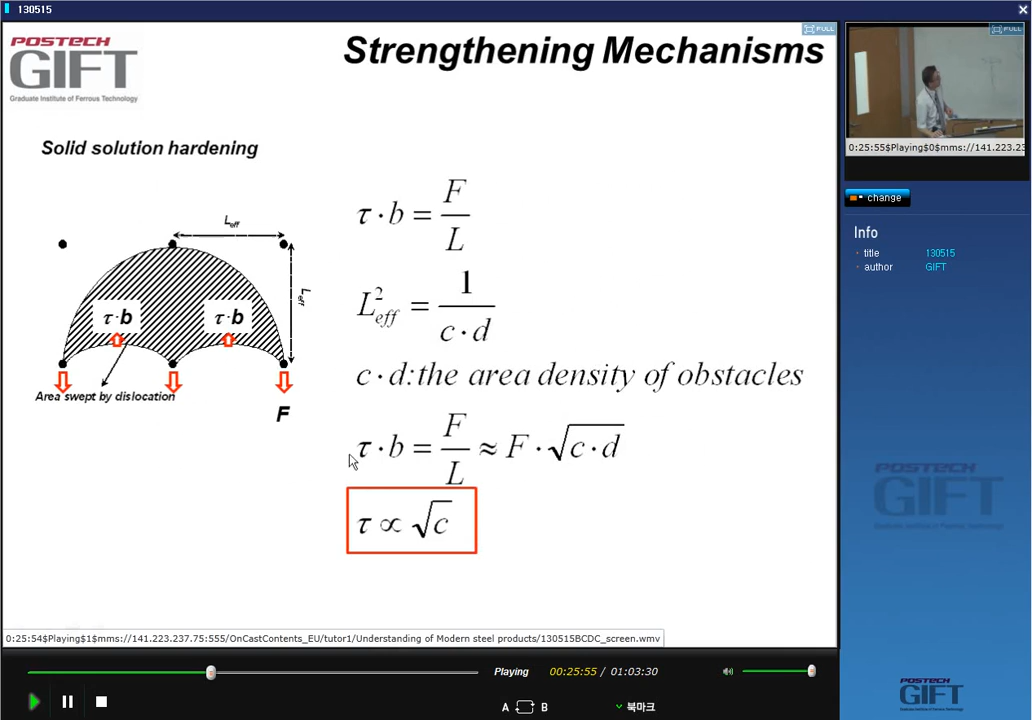 130515
POSTECH
GIFT
Graduate Institute of Ferrous Technology
Strengthening Mechanisms
FULL
FULL
Solid solution hardening
L_eff
L_eff
τ·b
τ·b
Area swept by dislocation
F
τ·b = F/L
L²_eff = 1/(c·d)
c·d: the area density of obstacles
τ·b = F/L ≈ F·√(c·d)
τ ∝ √c
0:25:55$Playing$0$mms://141.223.23
change
Info
title 130515
author GIFT
POSTECH
GIFT
0:25:54$Playing$1$mms://141.223.237.75:555/OnCastContents_EU/tutor1/Understanding of Modern steel products/130515BCDC_screen.wmv
Playing 00:25:55 / 01:03:30
A B 북마크
POSTECH
GIFT